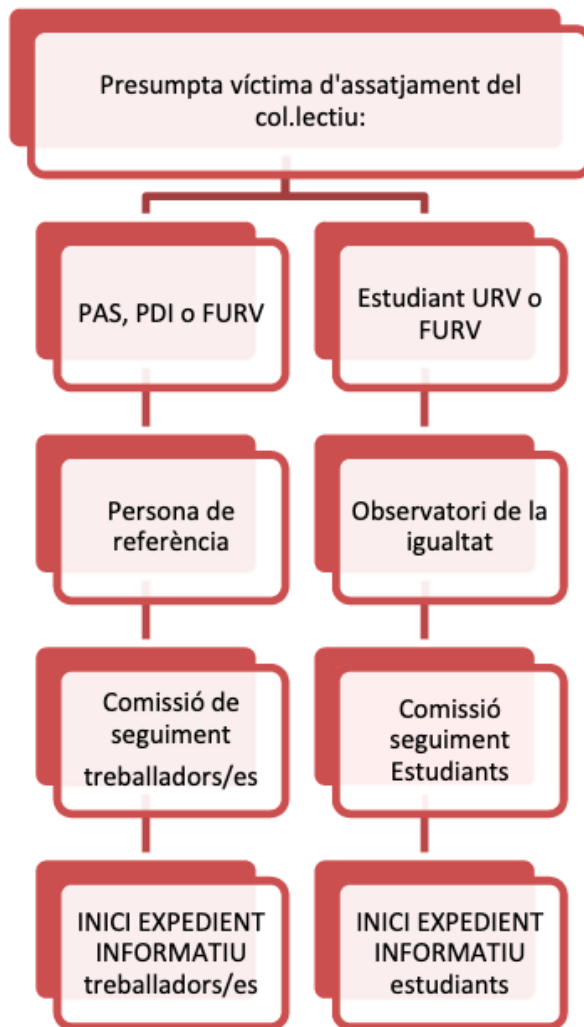 Presumpta víctima d'assatjament del
col.lectiu:
PAS, PDI o FURV
Estudiant URV o
FURV
Persona de
referència
Observatori de la
igualtat
Comissió de
seguiment
treballadors/es
Comissió
seguiment
Estudiants
INICI EXPEDIENT
INFORMATIU
treballadors/es
INICI EXPEDIENT
INFORMATIU
estudiants